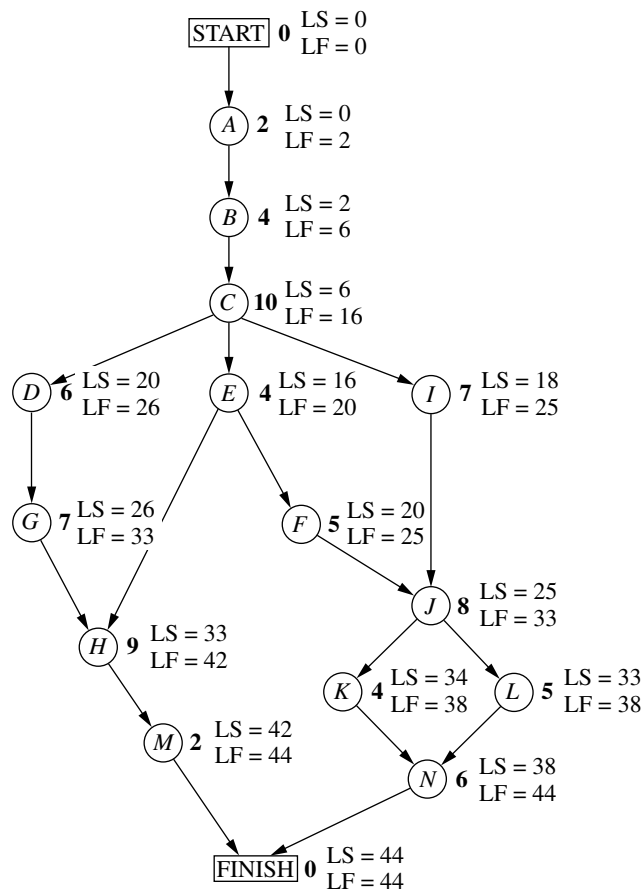 START 0 LS = 0
LF = 0
A 2 LS = 0
LF = 2
B 4 LS = 2
LF = 6
C 10 LS = 6
LF = 16
D 6 LS = 20
LF = 26
E 4 LS = 16
LF = 20
I 7 LS = 18
LF = 25
G 7 LS = 26
LF = 33
F 5 LS = 20
LF = 25
J 8 LS = 25
LF = 33
H 9 LS = 33
LF = 42
K 4 LS = 34
LF = 38
L 5 LS = 33
LF = 38
M 2 LS = 42
LF = 44
N 6 LS = 38
LF = 44
FINISH 0 LS = 44
LF = 44